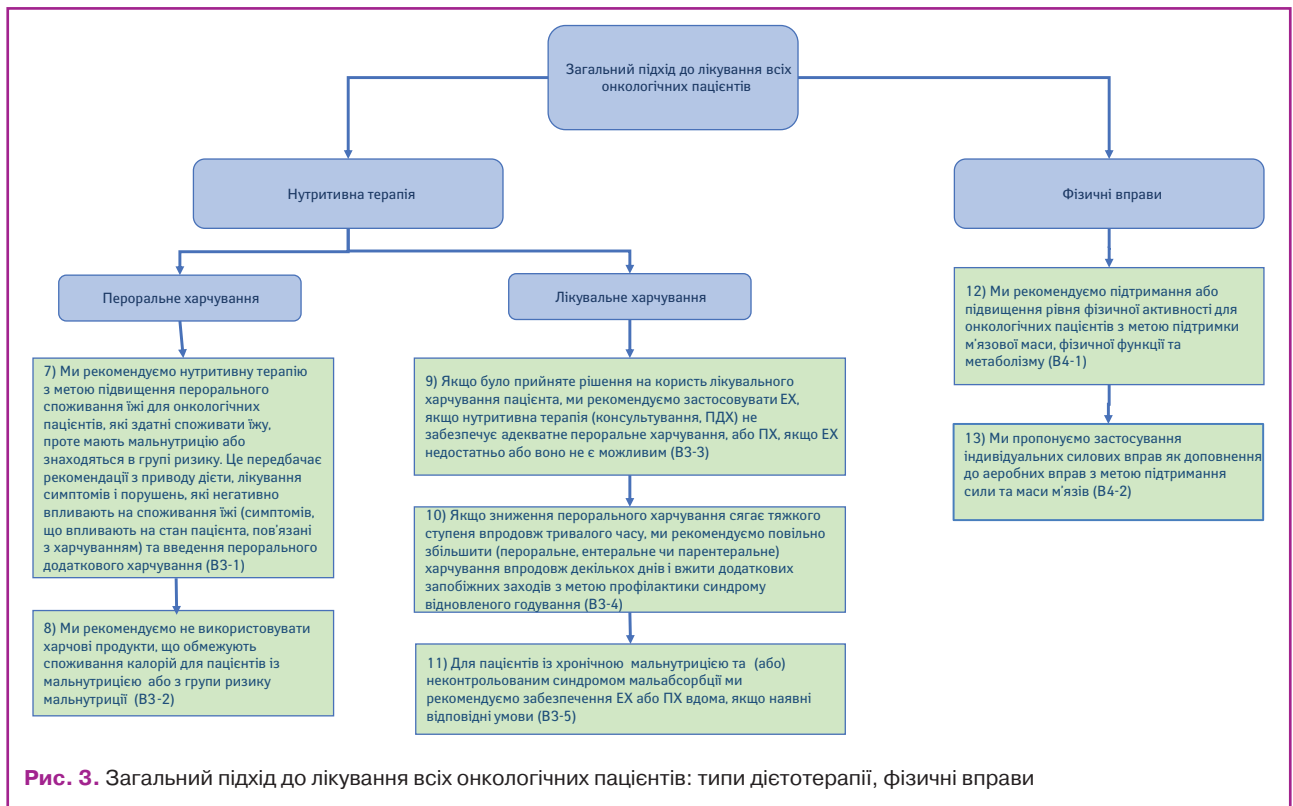 Загальний підхід до лікування всіх
онкологічних пацієнтів
Нутритивна терапія
Фізичні вправи
Пероральне харчування
Лікувальне харчування
7) Ми рекомендуємо нутритивну терапію
з метою підвищення перорального
споживання їжі для онкологічних
пацієнтів, які здатні споживати їжу,
проте мають мальнутрицію або
знаходяться в групі ризику. Це передбачає
рекомендації з приводу дієти, лікування
симптомів і порушень, які негативно
впливають на споживання їжі (симптомів,
що впливають на стан пацієнта, пов'язані
з харчуванням) та введення перорального
додаткового харчування (B3-1)
8) Ми рекомендуємо не використовувати
харчові продукти, що обмежують
споживання калорій для пацієнтів із
мальнутрицією або з групи ризику
мальнутриції (B3-2)
9) Якщо було прийняте рішення на користь лікувального
харчування пацієнта, ми рекомендуємо застосовувати ЕХ,
якщо нутритивна терапія (консультування, ПДХ) не
забезпечує адекватне пероральне харчування, або ПХ, якщо ЕХ
недостатньо або воно не є можливим (B3-3)
10) Якщо зниження перорального харчування сягає тяжкого
ступеня впродовж тривалого часу, ми рекомендуємо повільно
збільшити (пероральне, ентеральне чи парентеральне)
харчування впродовж декількох днів і вжити додаткових
запобіжних заходів з метою профілактики синдрому
відновленого годування (B3-4)
11) Для пацієнтів із хронічною мальнутрицією та (або)
неконтрольованим синдромом мальабсорбції ми
рекомендуємо забезпечення ЕХ або ПХ вдома, якщо наявні
відповідні умови (B3-5)
12) Ми рекомендуємо підтримання або
підвищення рівня фізичної активності для
онкологічних пацієнтів з метою підтримки
м'язової маси, фізичної функції та
метаболізму (B4-1)
13) Ми пропонуємо застосування
індивідуальних силових вправ як доповнення
до аеробних вправ з метою підтримання
сили та маси м'язів (B4-2)
Рис. 3. Загальний підхід до лікування всіх онкологічних пацієнтів: типи дієтотерапії, фізичні вправи